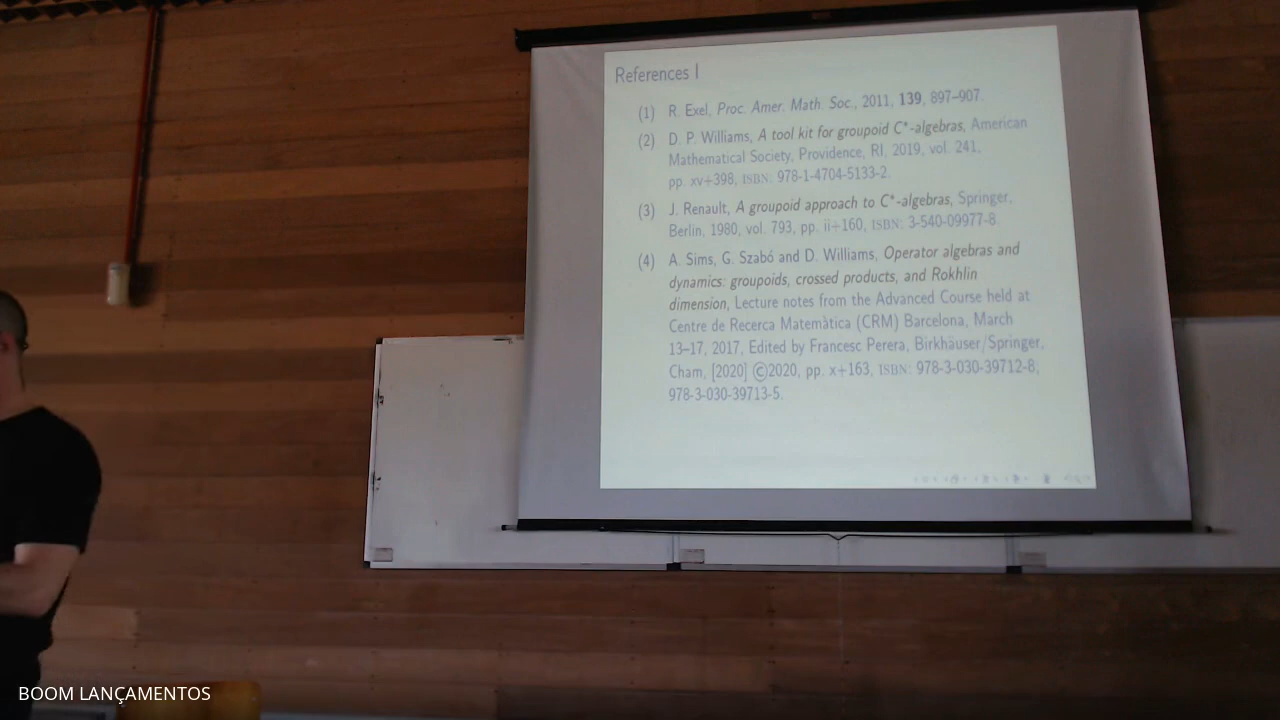 References I
(1) R. Exel, Proc. Amer. Math. Soc., 2011, 139, 897–907.
(2) D. P. Williams, A tool kit for groupoid C*-algebras, American
Mathematical Society, Providence, RI, 2019, vol. 241,
pp. xv+398, ISBN: 978-1-4704-5133-2.
(3) J. Renault, A groupoid approach to C*-algebras, Springer,
Berlin, 1980, vol. 793, pp. ii+160, ISBN: 3-540-09977-8.
(4) A. Sims, G. Szabó and D. Williams, Operator algebras and
dynamics: groupoids, crossed products, and Rokhlin
dimension, Lecture notes from the Advanced Course held at
Centre de Recerca Matemàtica (CRM) Barcelona, March
13–17, 2017, Edited by Francesc Perera, Birkhäuser/Springer,
Cham, [2020] ©2020, pp. x+163, ISBN: 978-3-030-39712-8;
978-3-030-39713-5.
BOOM LANÇAMENTOS